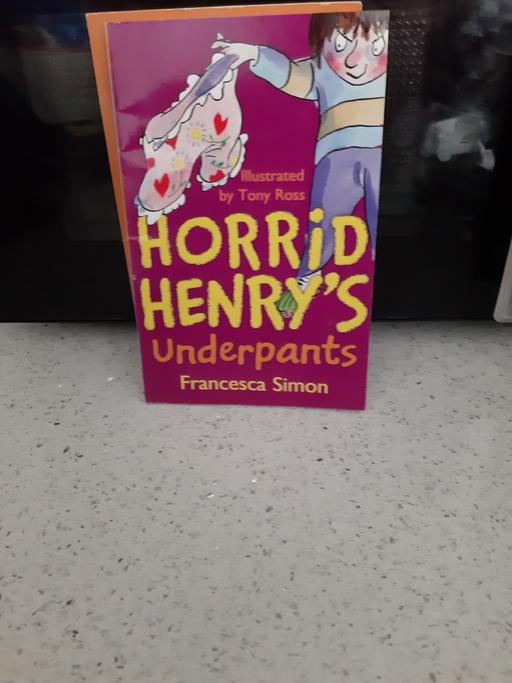 Illustrated
by Tony Ross
HORRiD
HENRY'S
Underpants
Francesca Simon